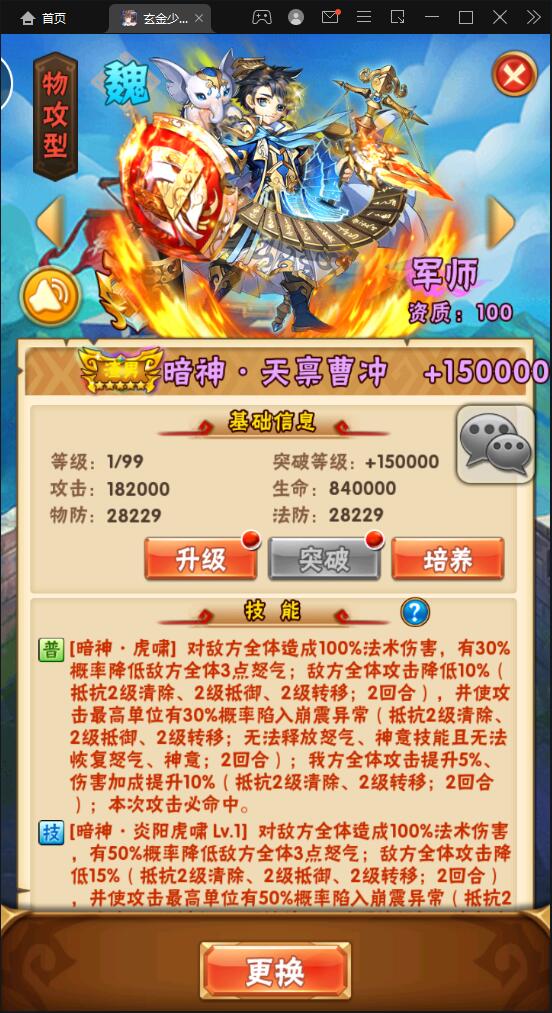 首页
玄金少...
物攻型
魏
军师
资质：100
暗神·天禀曹冲 +150000
基础信息
等级：1/99
突破等级：+150000
攻击：182000
生命：840000
物防：28229
法防：28229
升级
突破
培养
技 能
?
普
[暗神·虎啸] 对敌方全体造成100%法术伤害，有30%
概率降低敌方全体3点怒气；敌方全体攻击降低10%（
抵抗2级清除、2级抵御、2级转移；2回合），并使攻
击最高单位有30%概率陷入崩震异常（抵抗2级清除、
2级抵御、2级转移；无法释放怒气、神意技能且无法
恢复怒气、神意；2回合）；我方全体攻击提升5%、
伤害加成提升10%（抵抗2级清除、2级转移；2回合
）；本次攻击必命中。
技
[暗神·炎阳虎啸 Lv.1] 对敌方全体造成100%法术伤害
，有50%概率降低敌方全体3点怒气；敌方全体攻击降
低15%（抵抗2级清除、2级抵御、2级转移；2回合）
，并使攻击最高单位有50%概率陷入崩震异常（抵抗2
更换